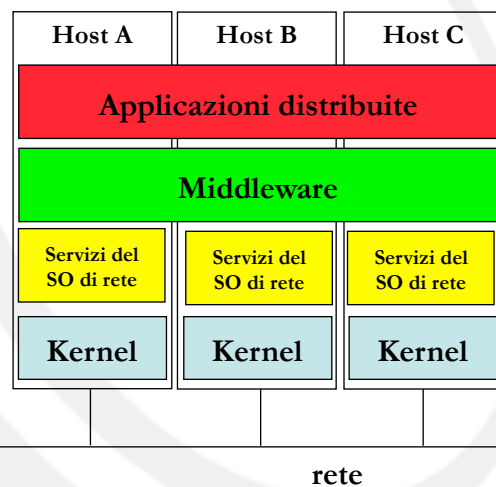 Host A Host B Host C
Applicazioni distribuite
Middleware
Servizi del Servizi del Servizi del
SO di rete SO di rete SO di rete
Kernel Kernel Kernel
rete